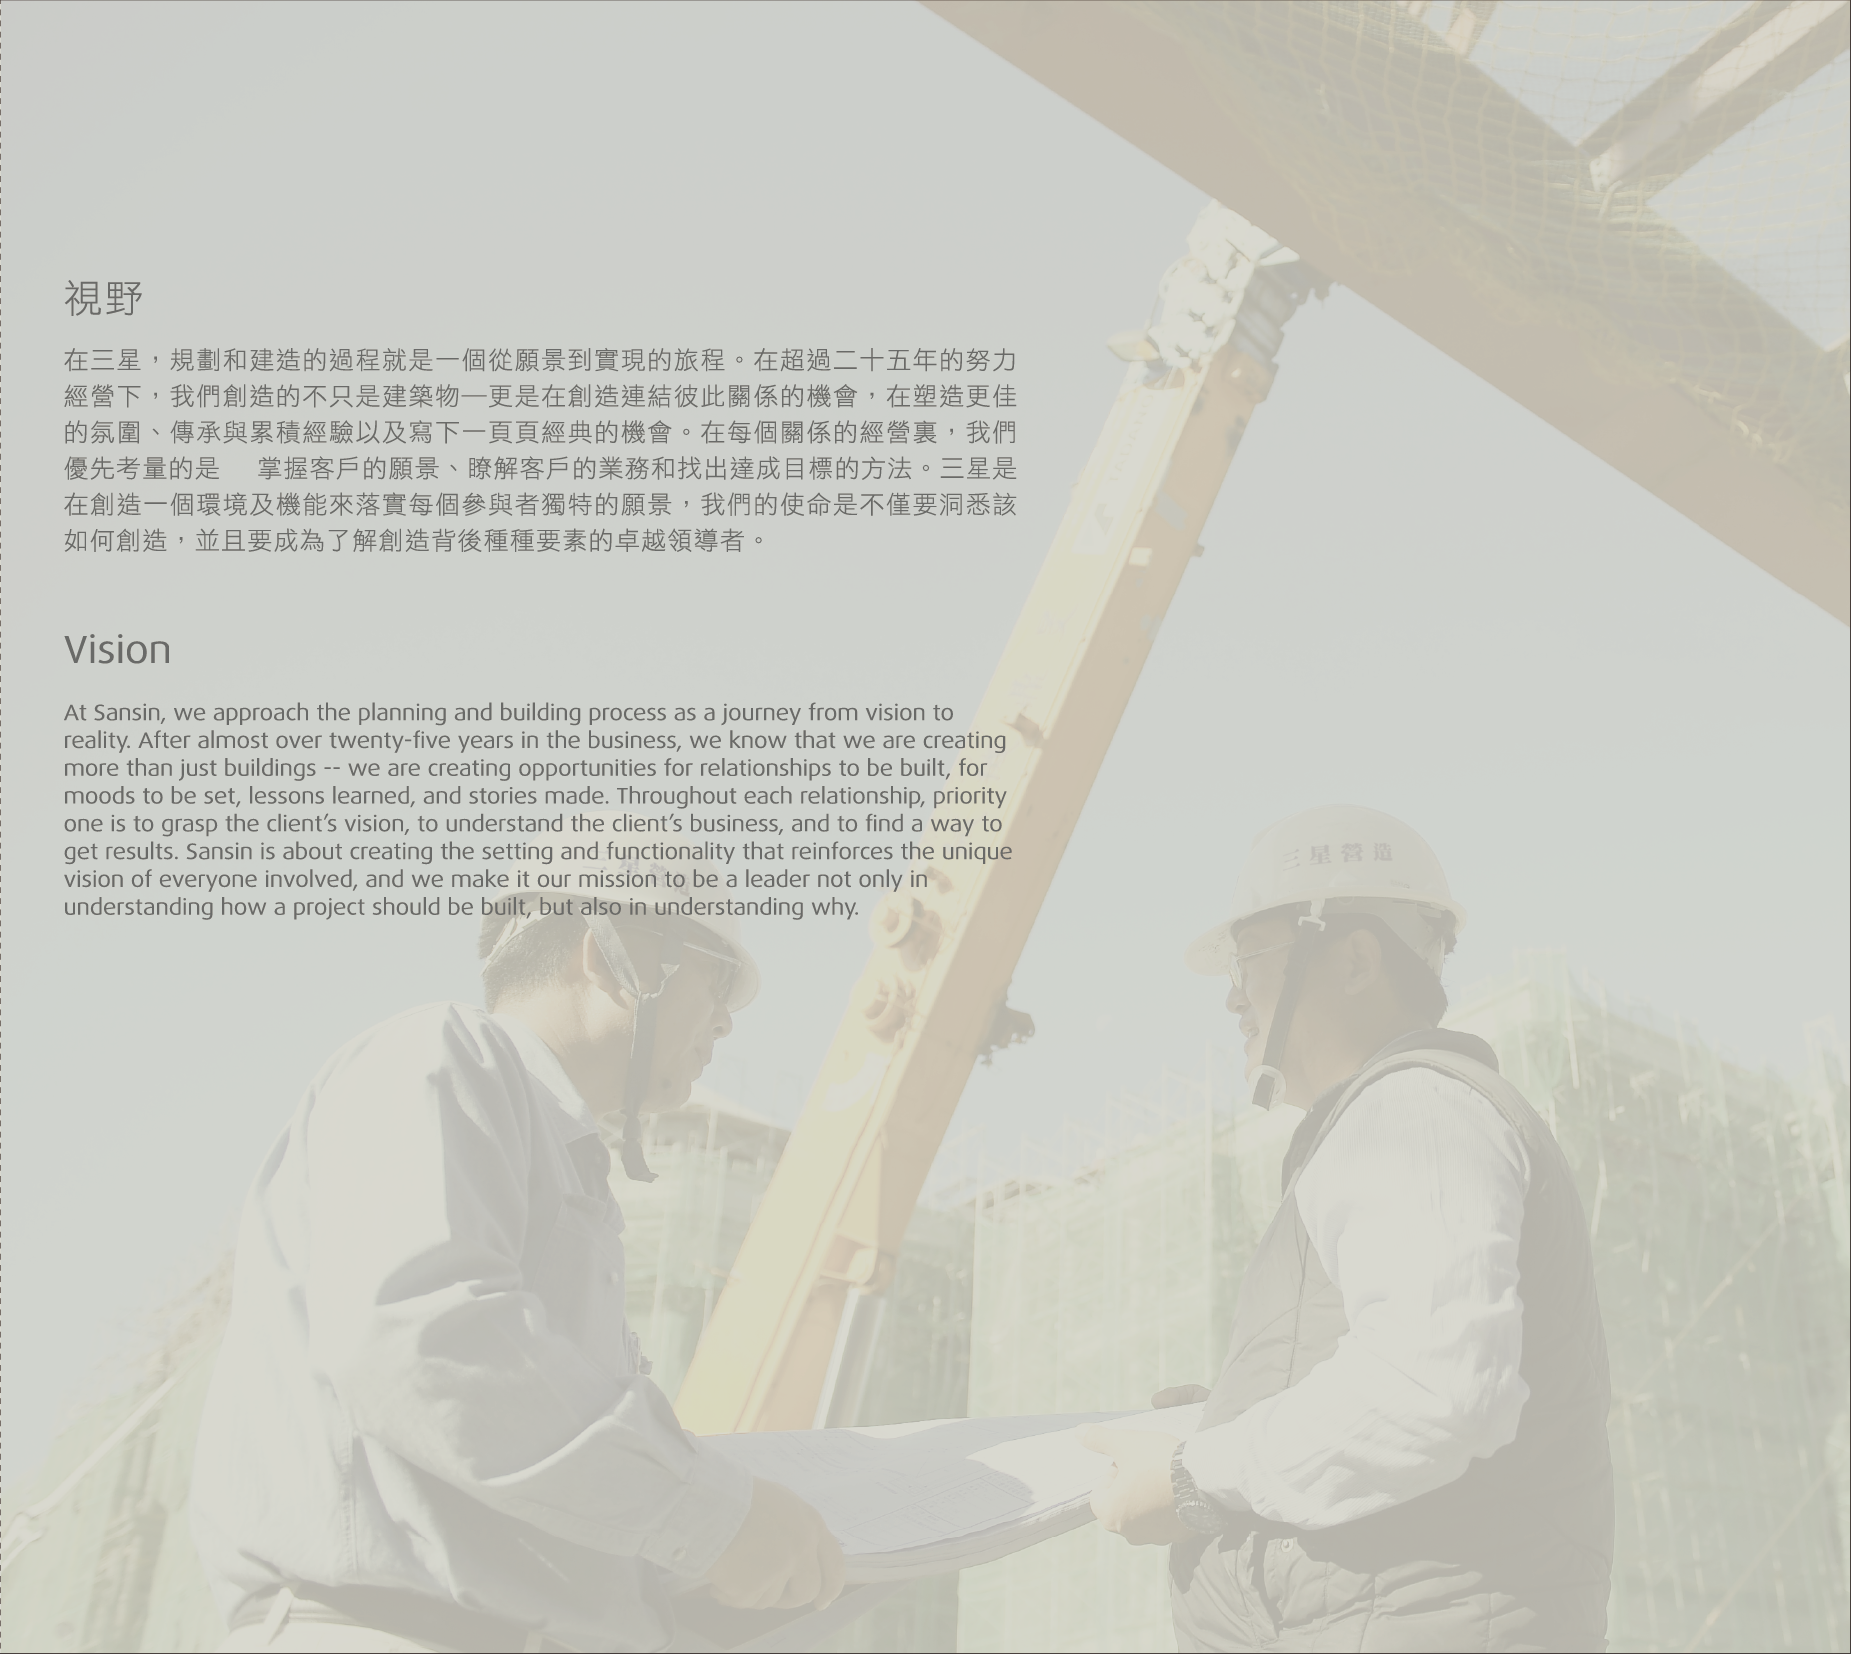 視野
在三星，規劃和建造的過程就是一個從願景到實現的旅程。在超過二十五年的努力
經營下，我們創造的不只是建築物—更是在創造連結彼此關係的機會，在塑造更佳
的氛圍、傳承與累積經驗以及寫下一頁頁經典的機會。在每個關係的經營裏，我們
優先考量的是　掌握客戶的願景、瞭解客戶的業務和找出達成目標的方法。三星是
在創造一個環境及機能來落實每個參與者獨特的願景，我們的使命是不僅要洞悉該
如何創造，並且要成為了解創造背後種種要素的卓越領導者。
Vision
At Sansin, we approach the planning and building process as a journey from vision to
reality. After almost over twenty-five years in the business, we know that we are creating
more than just buildings -- we are creating opportunities for relationships to be built, for
moods to be set, lessons learned, and stories made. Throughout each relationship, priority
one is to grasp the client’s vision, to understand the client’s business, and to find a way to
get results. Sansin is about creating the setting and functionality that reinforces the unique
vision of everyone involved, and we make it our mission to be a leader not only in
understanding how a project should be built, but also in understanding why.
三星營造
三星營造